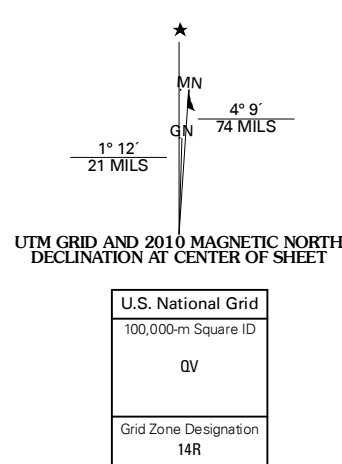 ★
MN
GN
4° 9´
74 MILS
1° 12´
21 MILS
UTM GRID AND 2010 MAGNETIC NORTH
DECLINATION AT CENTER OF SHEET
U.S. National Grid
100,000-m Square ID
QV
Grid Zone Designation
14R